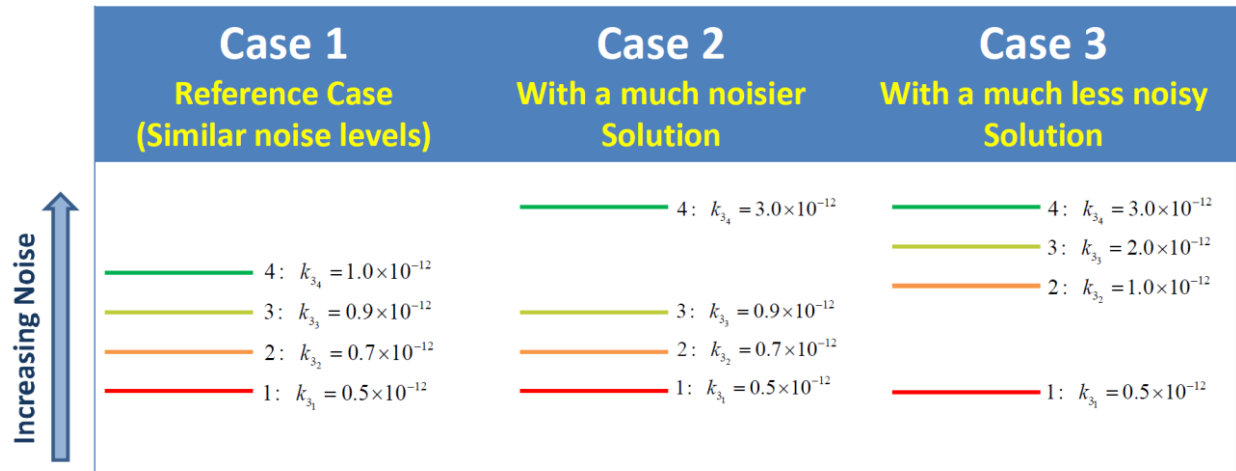 Case 1
Reference Case
(Similar noise levels)
Case 2
With a much noisier
Solution
Case 3
With a much less noisy
Solution
Increasing Noise
4: k₃₄ = 1.0×10⁻¹²
3: k₃₃ = 0.9×10⁻¹²
2: k₃₂ = 0.7×10⁻¹²
1: k₃₁ = 0.5×10⁻¹²
4: k₃₄ = 3.0×10⁻¹²
3: k₃₃ = 0.9×10⁻¹²
2: k₃₂ = 0.7×10⁻¹²
1: k₃₁ = 0.5×10⁻¹²
4: k₃₄ = 3.0×10⁻¹²
3: k₃₃ = 2.0×10⁻¹²
2: k₃₂ = 1.0×10⁻¹²
1: k₃₁ = 0.5×10⁻¹²